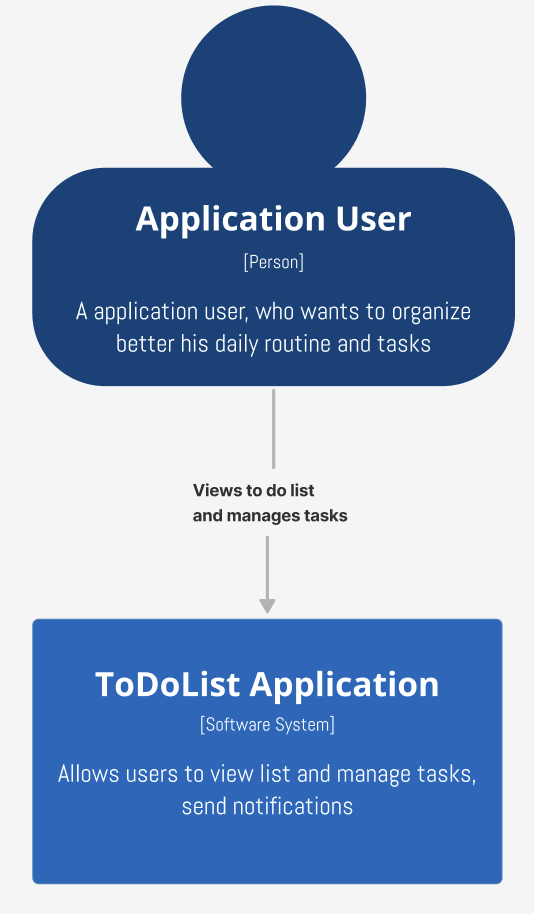 Application User
[Person]
A application user, who wants to organize
better his daily routine and tasks
Views to do list
and manages tasks
ToDoList Application
[Software System]
Allows users to view list and manage tasks,
send notifications